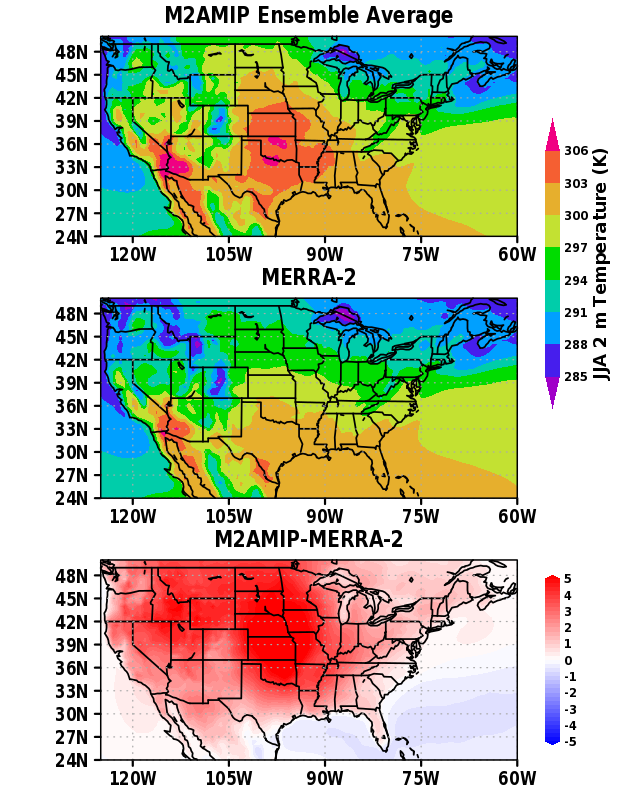 M2AMIP Ensemble Average
48N
45N
42N
39N
36N
33N
30N
27N
24N
120W 105W 90W 75W 60W
MERRA-2
48N
45N
42N
39N
36N
33N
30N
27N
24N
120W 105W 90W 75W 60W
306
303
300
297
294
291
288
285
JJA 2 m Temperature (K)
M2AMIP-MERRA-2
48N
45N
42N
39N
36N
33N
30N
27N
24N
120W 105W 90W 75W 60W
5
4
3
2
1
0
-1
-2
-3
-4
-5